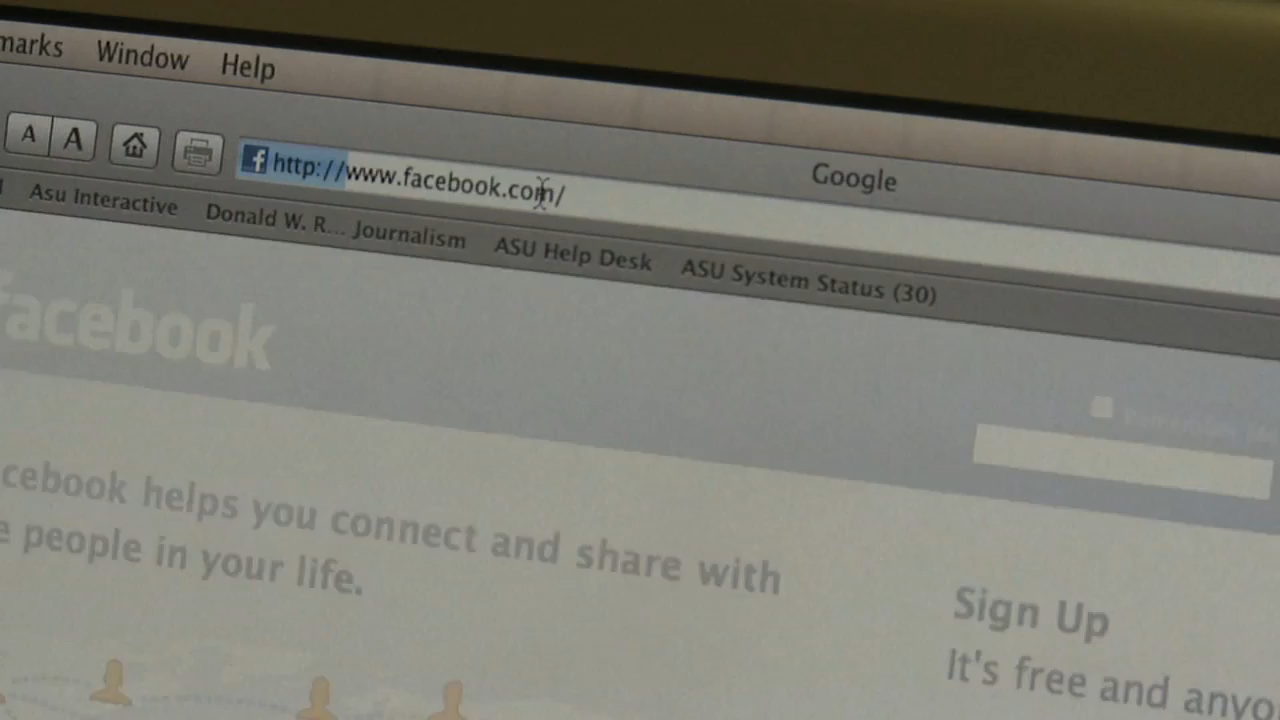 marks Window Help
A A http://www.facebook.com/ Google
Asu Interactive Donald W. R... Journalism ASU Help Desk ASU System Status (30)
facebook
cebook helps you connect and share with
e people in your life.
Sign Up
It's free and anyo